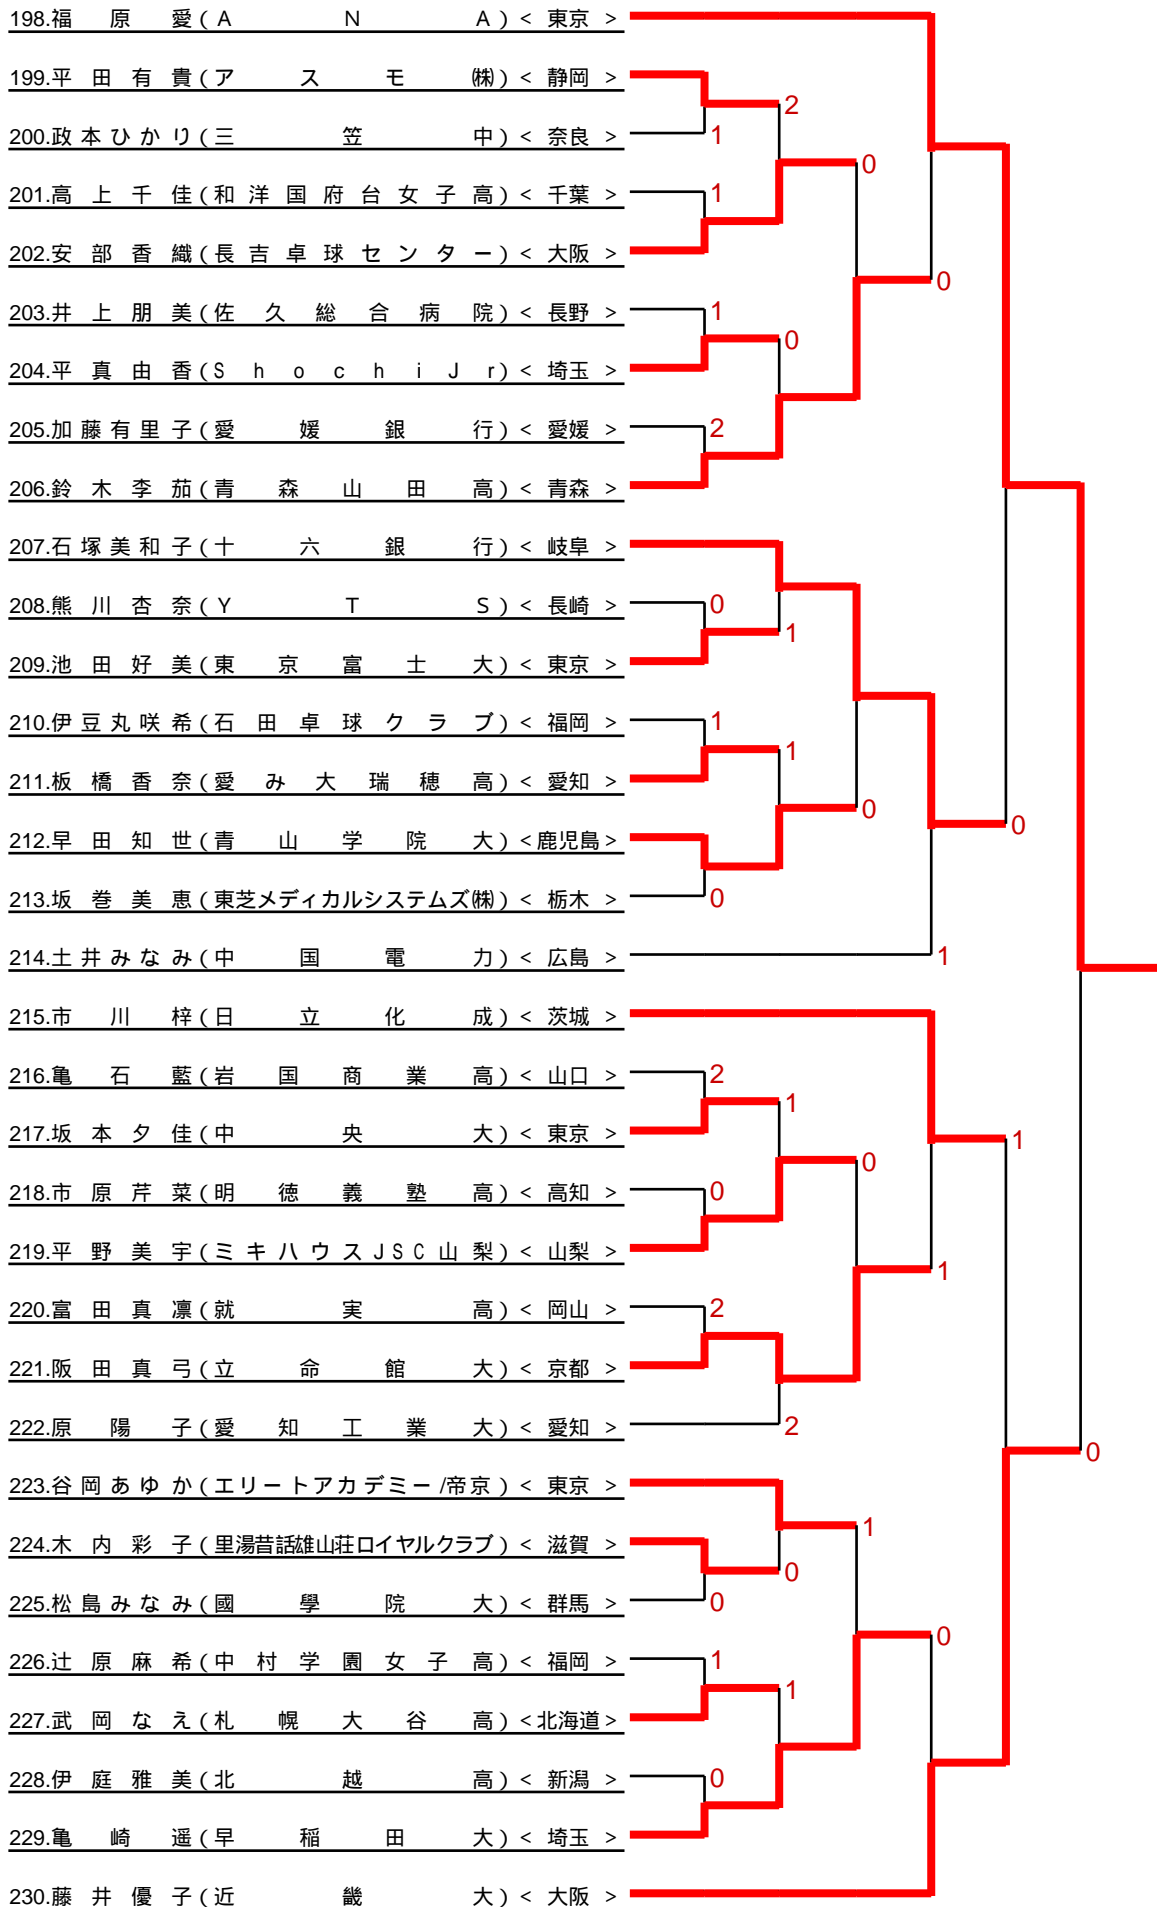 198.福原愛(ANA)<東京>
199.平田有貴(アスモ㈱)<静岡>
2
200.政本ひかり(三笠中)<奈良>
1
0
201.高上千佳(和洋国府台女子高)<千葉>
1
202.安部香織(長吉卓球センター)<大阪>
0
203.井上朋美(佐久総合病院)<長野>
1
0
204.平真由香(ShochiJr)<埼玉>
205.加藤有里子(愛媛銀行)<愛媛>
2
206.鈴木李茄(青森山田高)<青森>
207.石塚美和子(十六銀行)<岐阜>
208.熊川杏奈(YTS)<長崎>
0
1
209.池田好美(東京富士大)<東京>
210.伊豆丸咲希(石田卓球クラブ)<福岡>
1
1
211.板橋香奈(愛み大瑞穂高)<愛知>
0
0
212.早田知世(青山学院大)<鹿児島>
213.坂巻美恵(東芝メディカルシステムズ㈱)<栃木>
0
214.土井みなみ(中国電力)<広島>
1
215.市川梓(日立化成)<茨城>
216.亀石藍(岩国商業高)<山口>
2
1
217.坂本夕佳(中央大)<東京>
1
0
218.市原芹菜(明徳義塾高)<高知>
0
219.平野美宇(ミキハウスJSC山梨)<山梨>
1
220.富田真凛(就実高)<岡山>
2
221.阪田真弓(立命館大)<京都>
222.原陽子(愛知工業大)<愛知>
2
0
223.谷岡あゆか(エリートアカデミー/帝京)<東京>
1
224.木内彩子(里湯昔話雄山荘ロイヤルクラブ)<滋賀>
0
225.松島みなみ(國學院大)<群馬>
0
0
226.辻原麻希(中村学園女子高)<福岡>
1
1
227.武岡なえ(札幌大谷高)<北海道>
228.伊庭雅美(北越高)<新潟>
0
229.亀崎遥(早稲田大)<埼玉>
230.藤井優子(近畿大)<大阪>